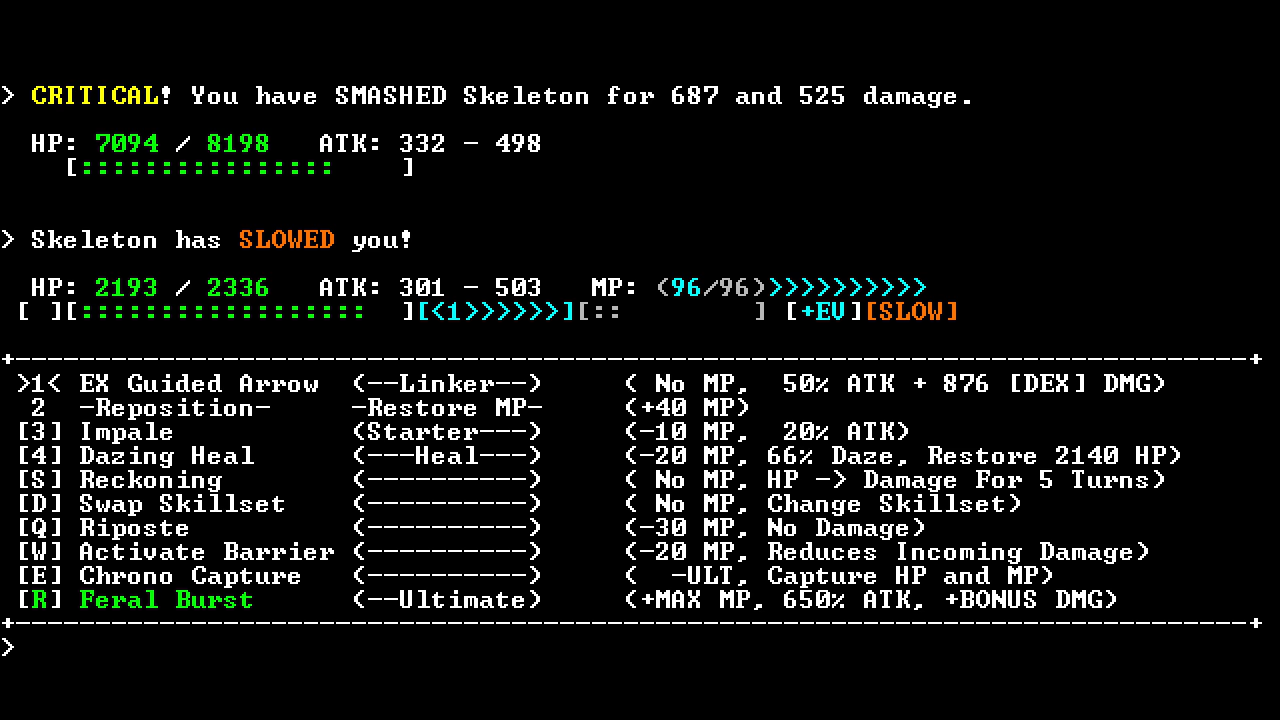 > CRITICAL! You have SMASHED Skeleton for 687 and 525 damage.
HP: 7094 / 8198   ATK: 332 - 498
[::::::::::::::::    ]
> Skeleton has SLOWED you!
HP: 2193 / 2336   ATK: 301 - 503   MP: (96/96)>>>>>>>>>>
[ ][::::::::::::::::::  ][<1>>>>>>][::        ] [+EV][SLOW]
+-----------------------------------------------------------------------------+
>1< EX Guided Arrow  (--Linker--)     ( No MP,  50% ATK + 876 [DEX] DMG)
2  -Reposition-     -Restore MP-     (+40 MP)
[3] Impale           (Starter---)     (-10 MP,  20% ATK)
[4] Dazing Heal      (---Heal---)     (-20 MP, 66% Daze, Restore 2140 HP)
[S] Reckoning        (----------)     ( No MP, HP -> Damage For 5 Turns)
[D] Swap Skillset    (----------)     ( No MP, Change Skillset)
[Q] Riposte          (----------)     (-30 MP, No Damage)
[W] Activate Barrier (----------)     (-20 MP, Reduces Incoming Damage)
[E] Chrono Capture   (----------)     (  -ULT, Capture HP and MP)
[R] Feral Burst      (--Ultimate)     (+MAX MP, 650% ATK, +BONUS DMG)
+-----------------------------------------------------------------------------+
>